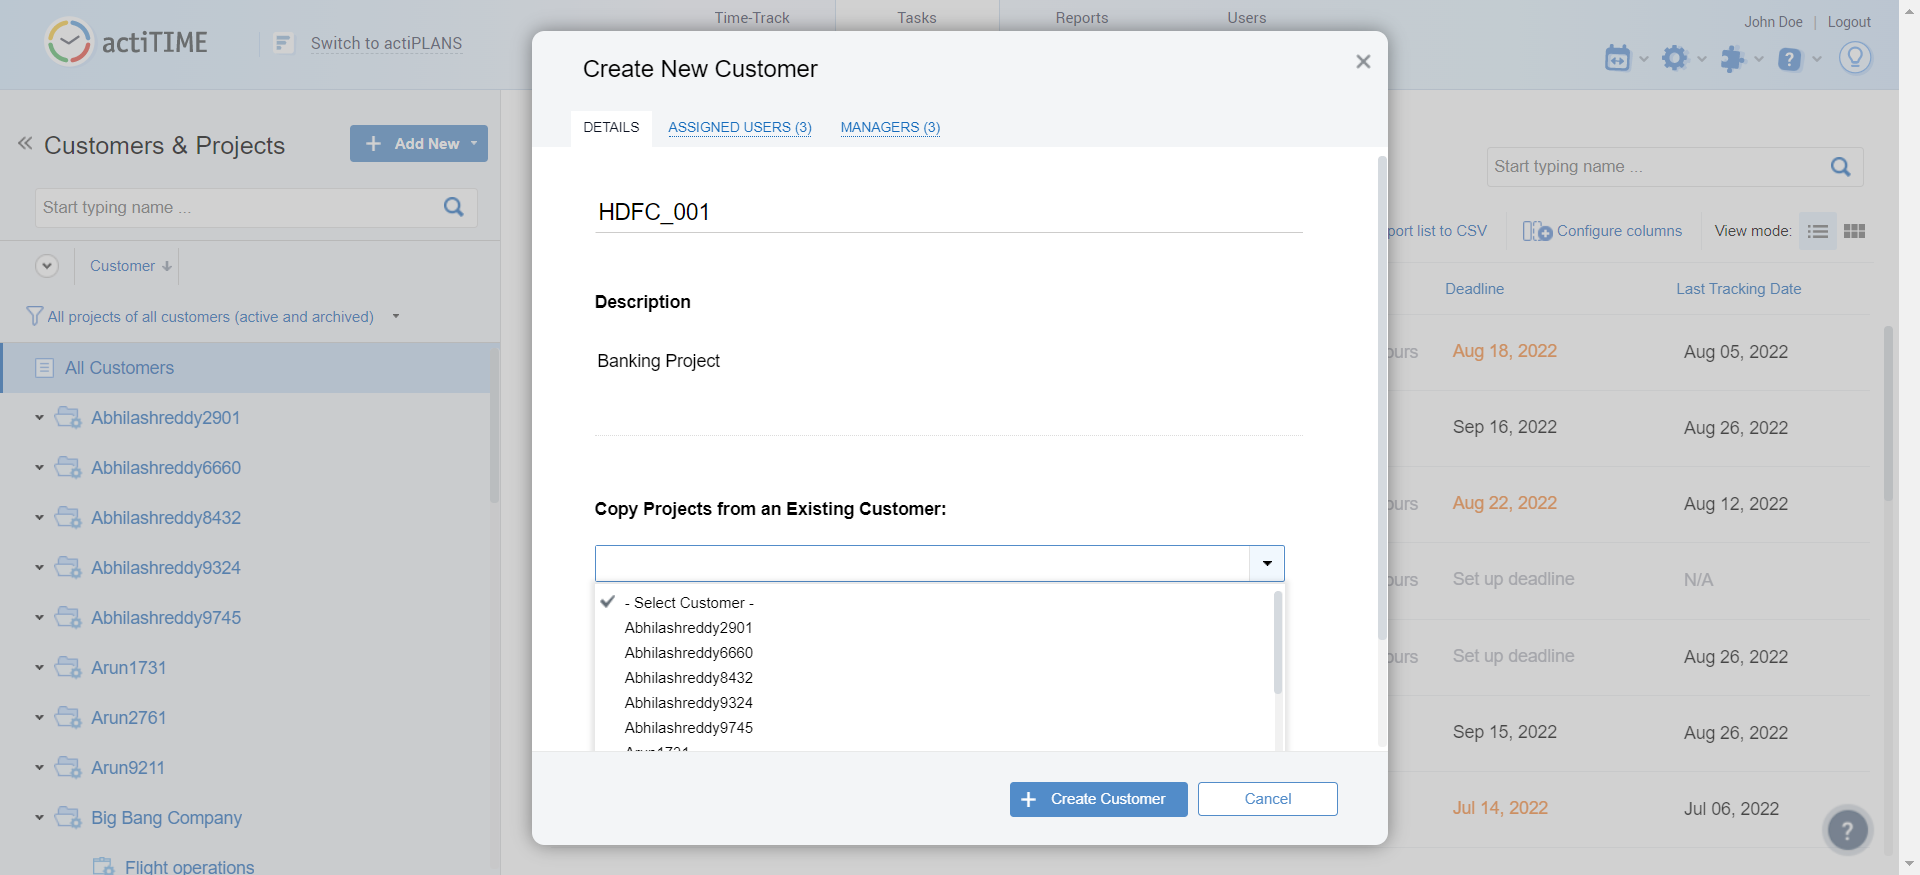 Time-Track
Tasks
Reports
Users
John Doe | Logout
actiTIME
Switch to actiPLANS
Create New Customer
DETAILS
ASSIGNED USERS (3)
MANAGERS (3)
Customers & Projects
Add New
Start typing name ...
Start typing name ...
HDFC_001
port list to CSV
Configure columns
View mode:
Customer
All projects of all customers (active and archived)
Deadline
Last Tracking Date
Description
Banking Project
ours
Aug 18, 2022
Aug 05, 2022
All Customers
Abhilashreddy2901
Sep 16, 2022
Aug 26, 2022
Abhilashreddy6660
ours
Aug 22, 2022
Aug 12, 2022
Abhilashreddy8432
Copy Projects from an Existing Customer:
Abhilashreddy9324
ours
Set up deadline
N/A
- Select Customer -
Abhilashreddy2901
Abhilashreddy6660
Abhilashreddy8432
Abhilashreddy9324
Abhilashreddy9745
Arun1731
Abhilashreddy9745
Arun1731
ours
Set up deadline
Aug 26, 2022
Arun2761
Sep 15, 2022
Aug 26, 2022
Arun9211
Create Customer
Cancel
Big Bang Company
Jul 14, 2022
Jul 06, 2022
Flight operations